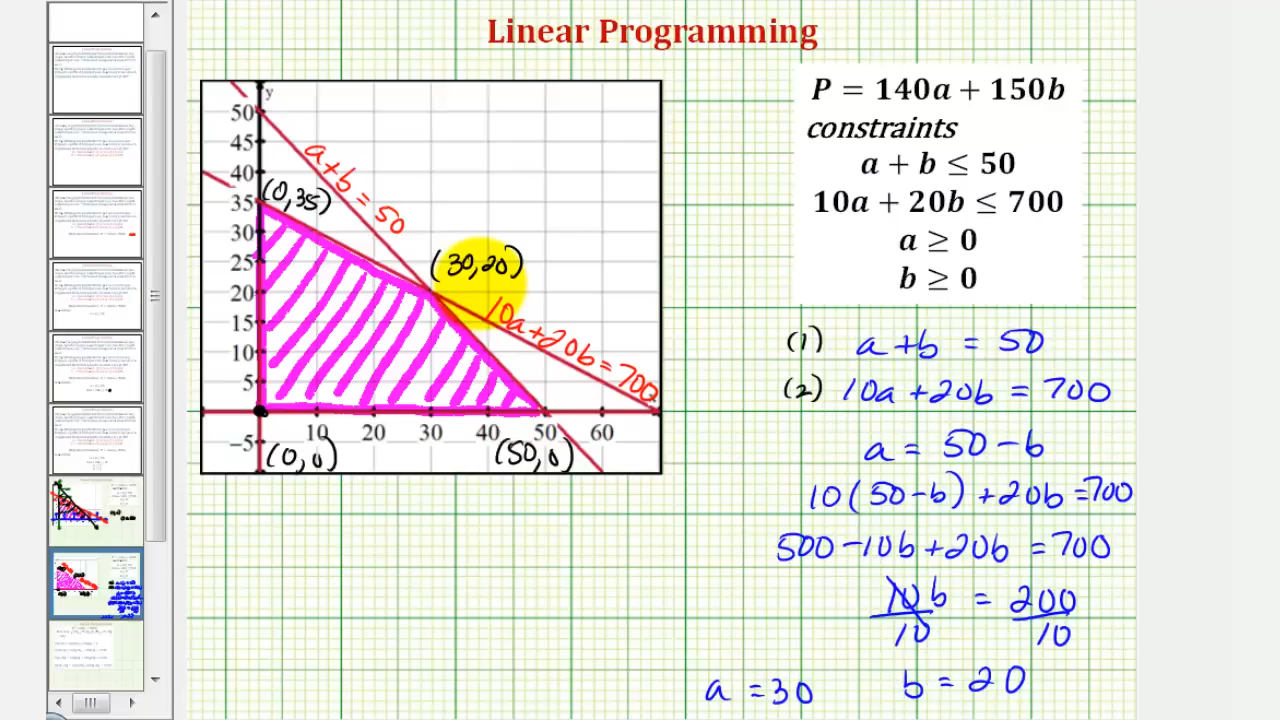 Linear Programming
y
50
45
40
35
30
25
20
15
10
5
-5
10 20 30 40 50 60
a+b = 50
(0,35)
(30,20)
10a+20b = 700
(0,0)
(50,0)
P = 140a + 150b
constraints
a + b ≤ 50
10a + 20b ≤ 700
a ≥ 0
b ≥ 0
(1) a+b = 50
(2) 10a+20b = 700
a = 50-b
10(50-b)+20b=700
500-10b+20b=700
10b = 200
10 10
a = 30 b = 20